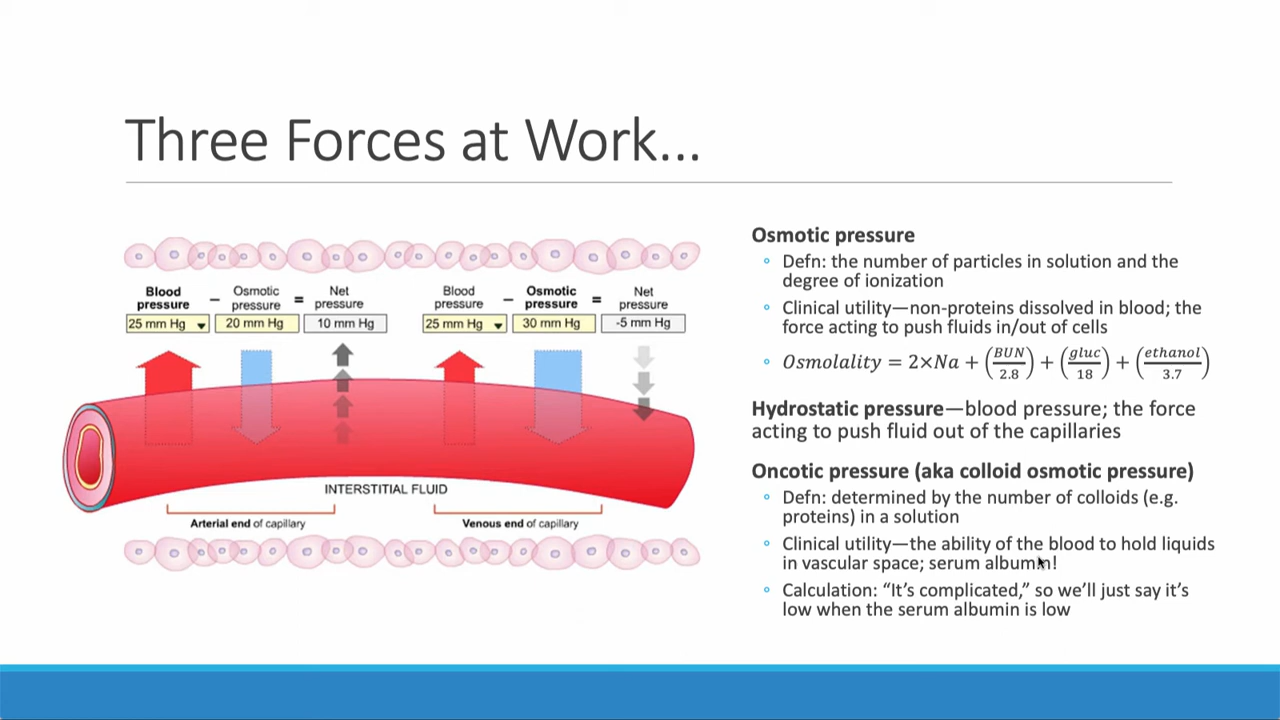 Three Forces at Work...
Blood pressure − Osmotic pressure = Net pressure
25 mm Hg 20 mm Hg 10 mm Hg
Blood pressure − Osmotic pressure = Net pressure
25 mm Hg 30 mm Hg -5 mm Hg
INTERSTITIAL FLUID
Arterial end of capillary
Venous end of capillary
Osmotic pressure
Defn: the number of particles in solution and the
degree of ionization
Clinical utility—non-proteins dissolved in blood; the
force acting to push fluids in/out of cells
Osmolality = 2×Na + (BUN/2.8) + (gluc/18) + (ethanol/3.7)
Hydrostatic pressure—blood pressure; the force
acting to push fluid out of the capillaries
Oncotic pressure (aka colloid osmotic pressure)
Defn: determined by the number of colloids (e.g.
proteins) in a solution
Clinical utility—the ability of the blood to hold liquids
in vascular space; serum albumin!
Calculation: “It’s complicated,” so we’ll just say it’s
low when the serum albumin is low